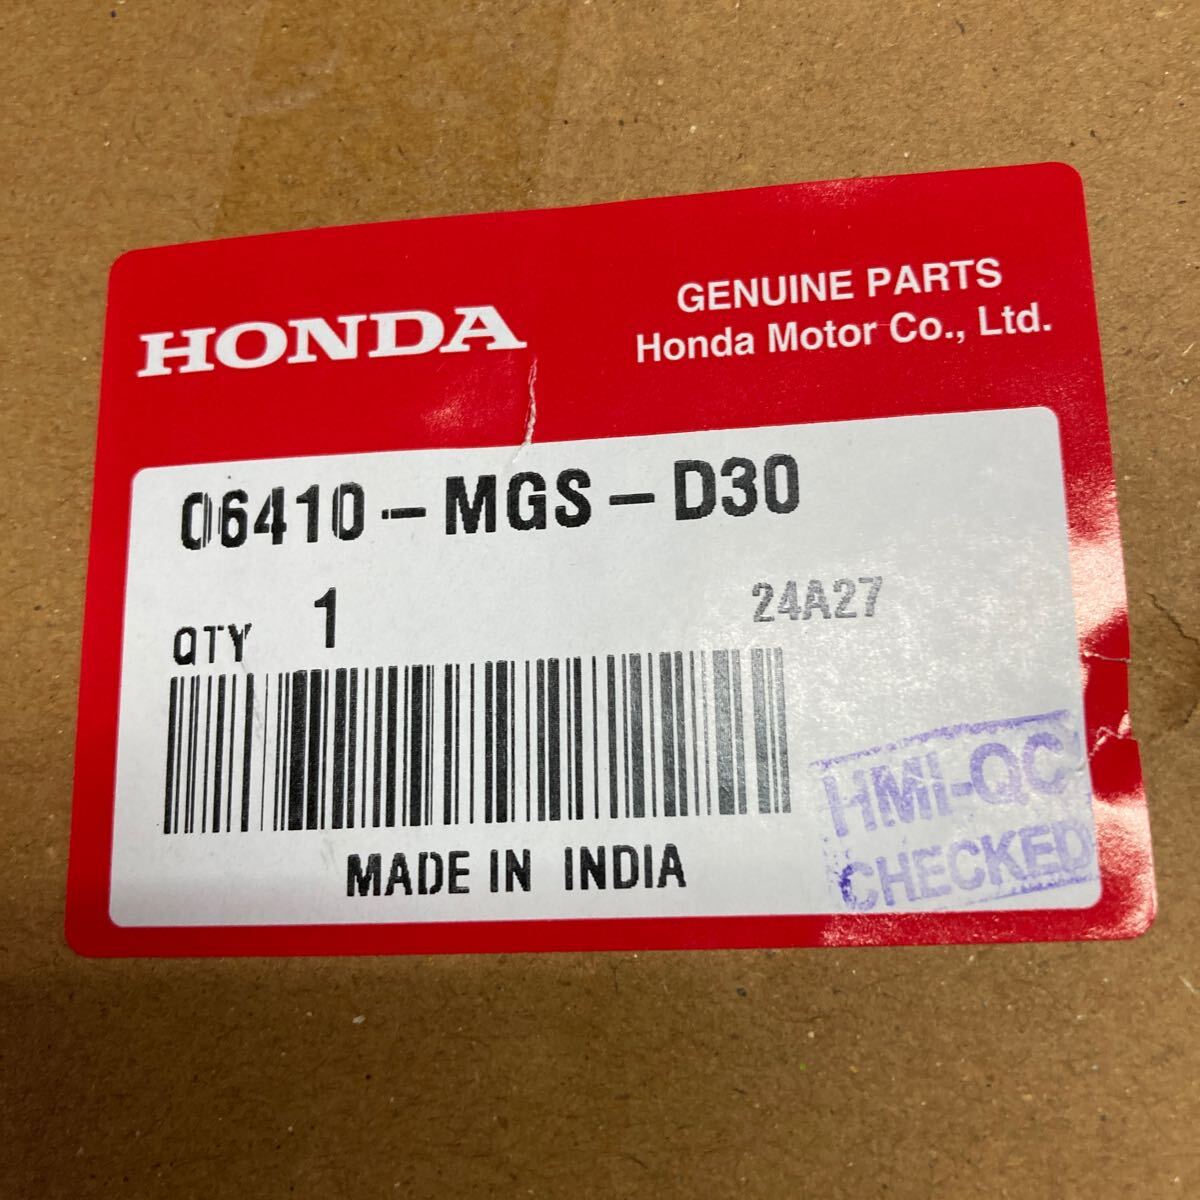 HONDA
GENUINE PARTS
Honda Motor Co., Ltd.
06410-MGS-D30
QTY 1
24A27
MADE IN INDIA
HMI-QC
CHECKED